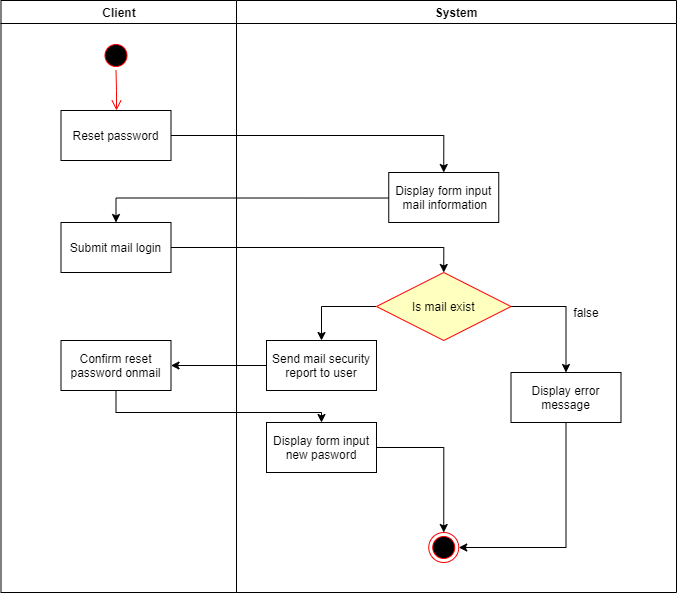 Client
System
Reset password
Display form input
mail information
Submit mail login
Is mail exist
false
Send mail security
report to user
Confirm reset
password onmail
Display error
message
Display form input
new pasword